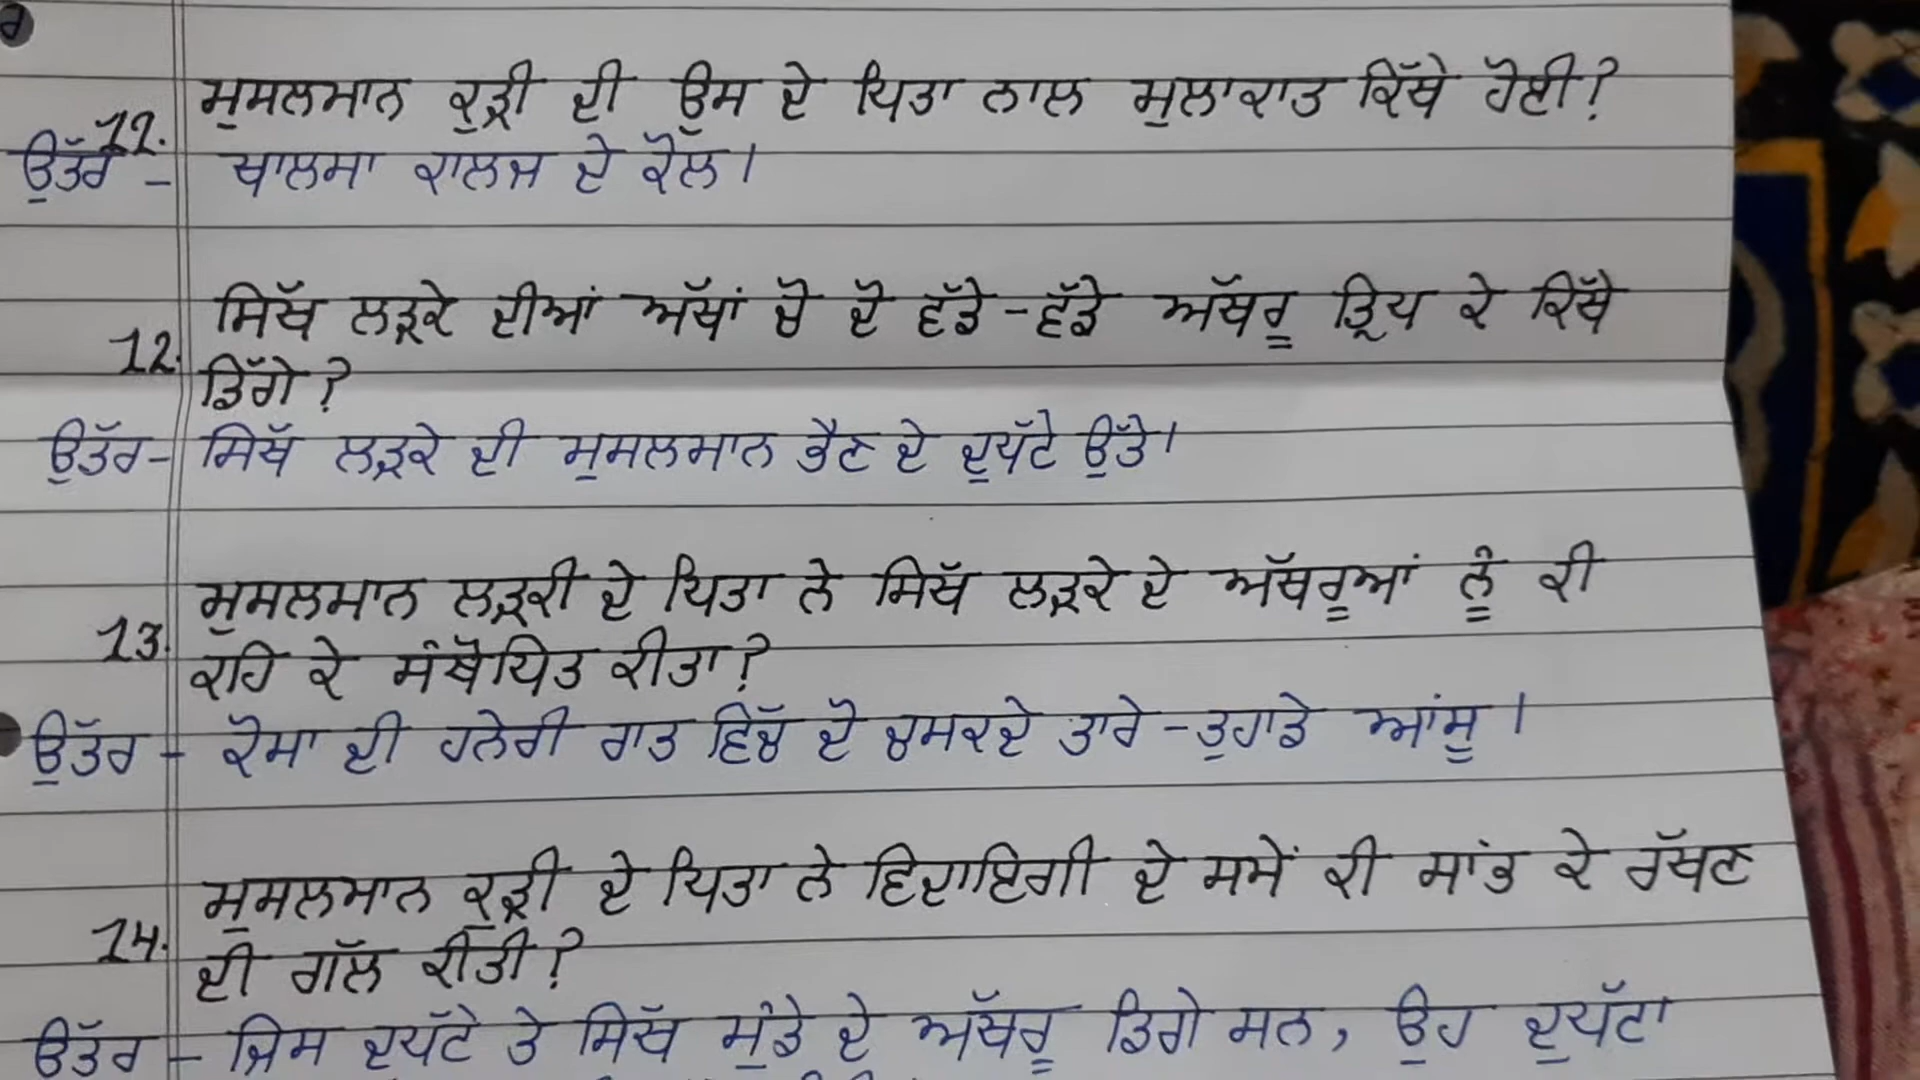 11. ਮੁਸਲਮਾਨ ਕੁੜੀ ਦੀ ਉਸ ਦੇ ਪਿਤਾ ਨਾਲ ਮੁਲਾਕਾਤ ਕਿੱਥੇ ਹੋਈ?
ਉੱਤਰ - ਖਾਲਸਾ ਕਾਲਜ ਦੇ ਕੋਲ।
12. ਸਿੱਖ ਲੜਕੇ ਦੀਆਂ ਅੱਖਾਂ ਚੋ ਦੋ ਵੱਡੇ-ਵੱਡੇ ਅੱਥਰੂ ਤ੍ਰਿਪ ਕੇ ਕਿੱਥੇ
ਡਿੱਗੇ?
ਉੱਤਰ- ਸਿੱਖ ਲੜਕੇ ਦੀ ਮੁਸਲਮਾਨ ਭੈਣ ਦੇ ਦੁਪੱਟੇ ਉੱਤੇ।
13. ਮੁਸਲਮਾਨ ਲੜਕੀ ਦੇ ਪਿਤਾ ਨੇ ਸਿੱਖ ਲੜਕੇ ਦੇ ਅੱਥਰੂਆਂ ਨੂੰ ਕੀ
ਕਹਿ ਕੇ ਸੰਬੋਧਿਤ ਕੀਤਾ?
ਉੱਤਰ - ਕੋਮਾ ਦੀ ਹਨੇਰੀ ਰਾਤ ਵਿੱਚ ਦੋ ਚਮਕਦੇ ਤਾਰੇ - ਤੁਹਾਡੇ ਆਂਸੂ।
14. ਮੁਸਲਮਾਨ ਕੁੜੀ ਦੇ ਪਿਤਾ ਨੇ ਵਿਦਾਇਗੀ ਦੇ ਸਮੇਂ ਕੀ ਸਾਂਭ ਕੇ ਰੱਖਣ
ਦੀ ਗੱਲ ਕੀਤੀ?
ਉੱਤਰ - ਜਿਸ ਦੁਪੱਟੇ ਤੇ ਸਿੱਖ ਮੁੰਡੇ ਦੇ ਅੱਥਰੂ ਡਿਗੇ ਸਨ, ਉਹ ਦੁਪੱਟਾ